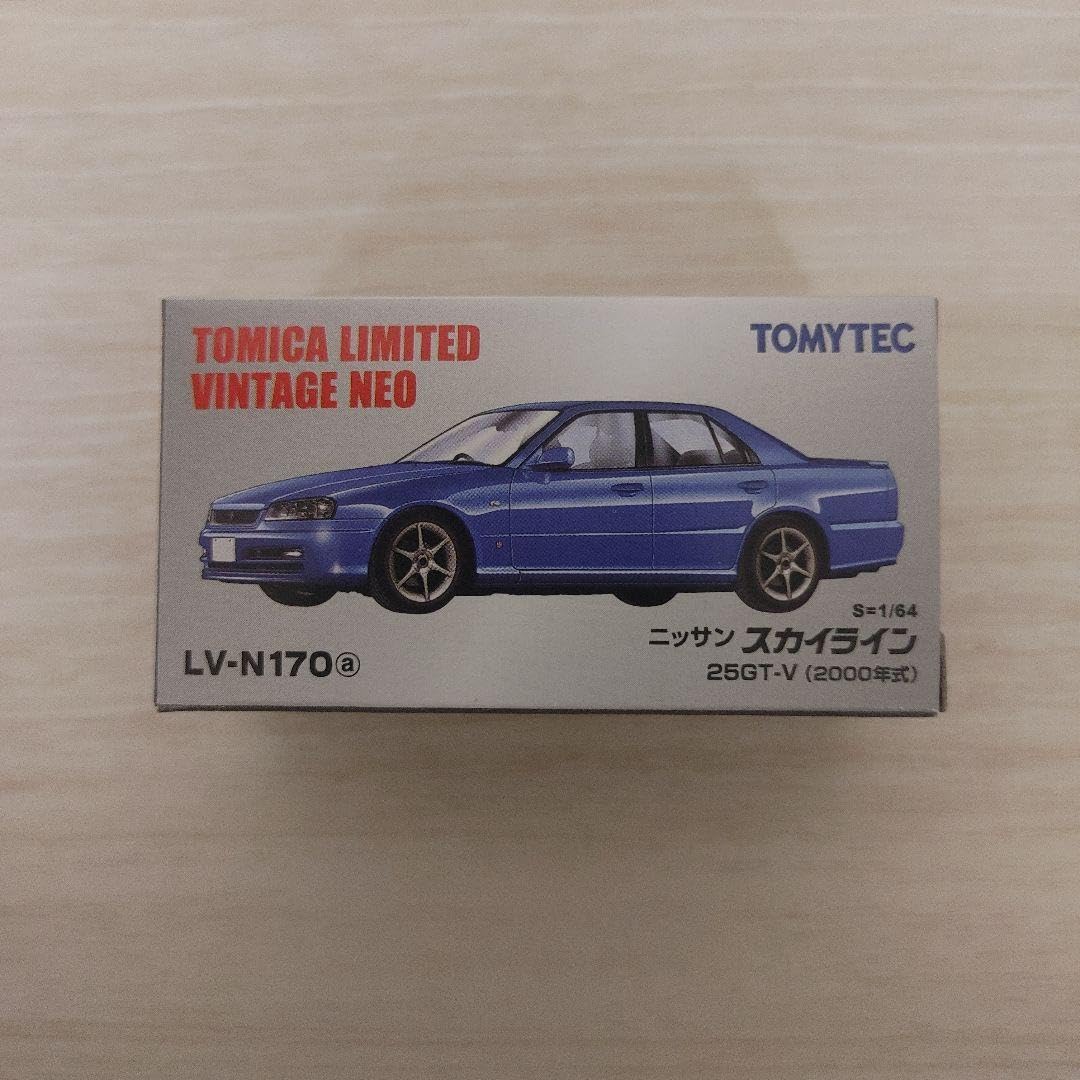 TOMICA LIMITED
VINTAGE NEO
TOMYTEC
S=1/64
LV-N170ⓐ
ニッサン スカイライン
25GT-V (2000年式)